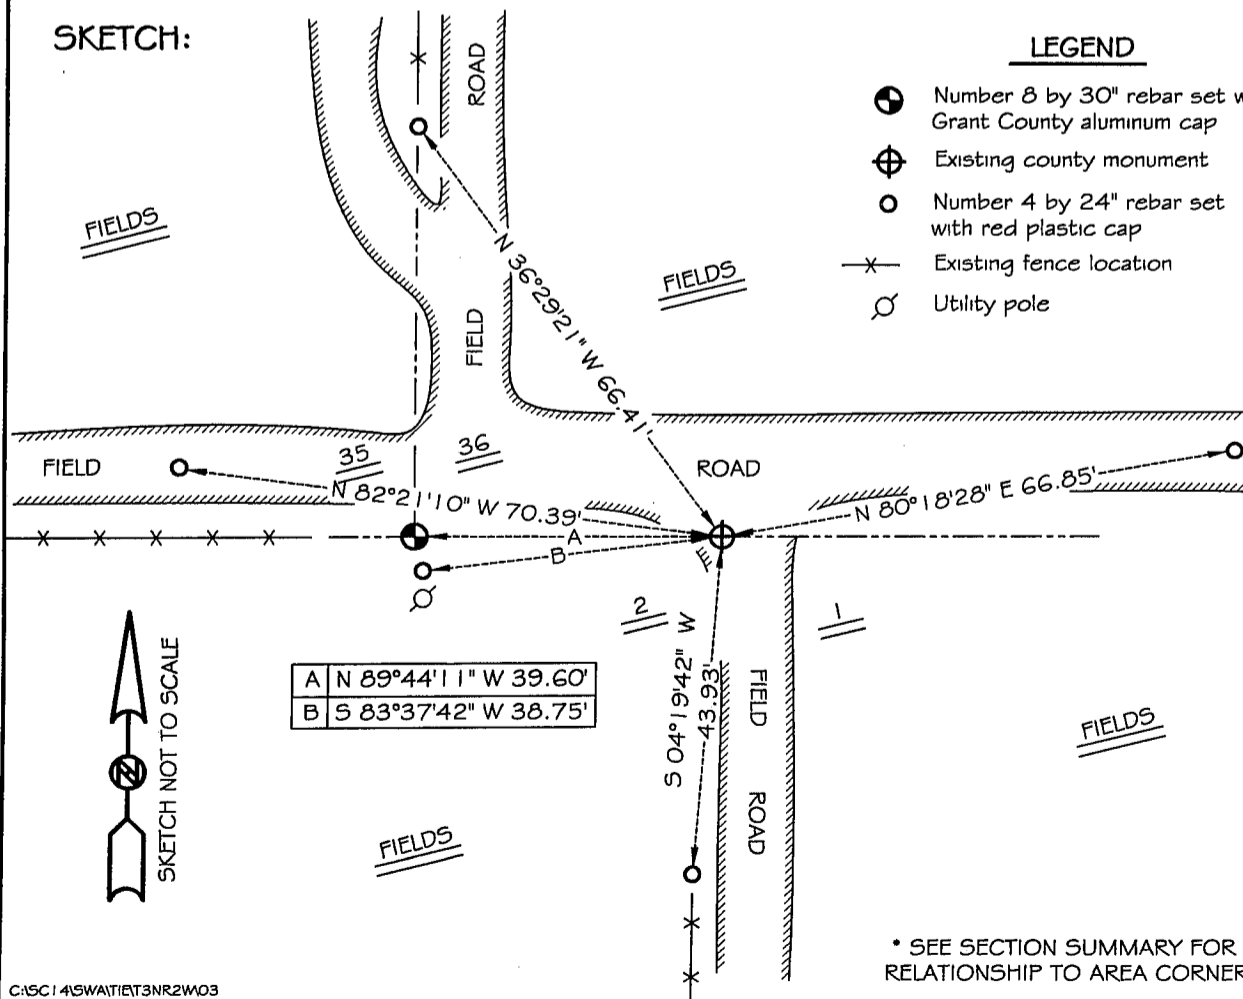 SKETCH:
LEGEND
Number 8 by 30" rebar set w
Grant County aluminum cap
Existing county monument
Number 4 by 24" rebar set
with red plastic cap
Existing fence location
Utility pole
ROAD
FIELDS
FIELDS
N 36°29'21" W 66.41'
FIELD
FIELD
35
36
ROAD
N 82°21'10" W 70.39'
N 80°18'28" E 66.85'
A
B
2
1
S 04°19'42" W
43.93'
FIELD
ROAD
A N 89°44'11" W 39.60'
B S 83°37'42" W 38.75'
N
SKETCH NOT TO SCALE
FIELDS
FIELDS
* SEE SECTION SUMMARY FOR
RELATIONSHIP TO AREA CORNER
C:\SC14\SWA\TIE\T3NR2W\03